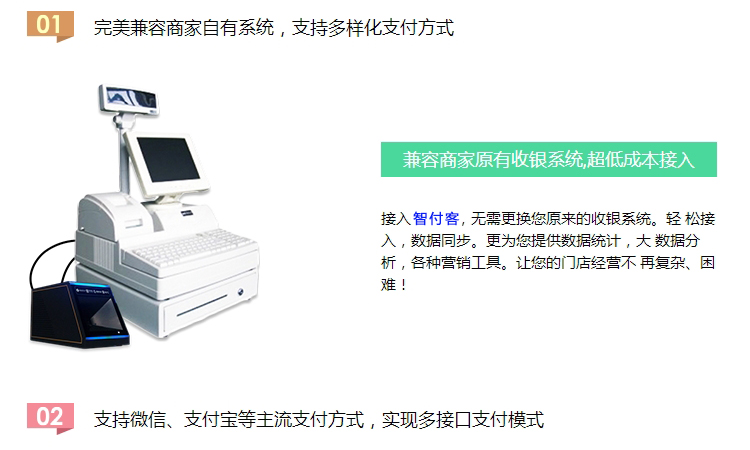 01 完美兼容商家自有系统，支持多样化支付方式
兼容商家原有收银系统,超低成本接入
接入智付客，无需更换您原来的收银系统。轻 松接
入，数据同步。更为您提供数据统计，大 数据分
析，各种营销工具。让您的门店经营不 再复杂、困
难！
02 支持微信、支付宝等主流支付方式，实现多接口支付模式